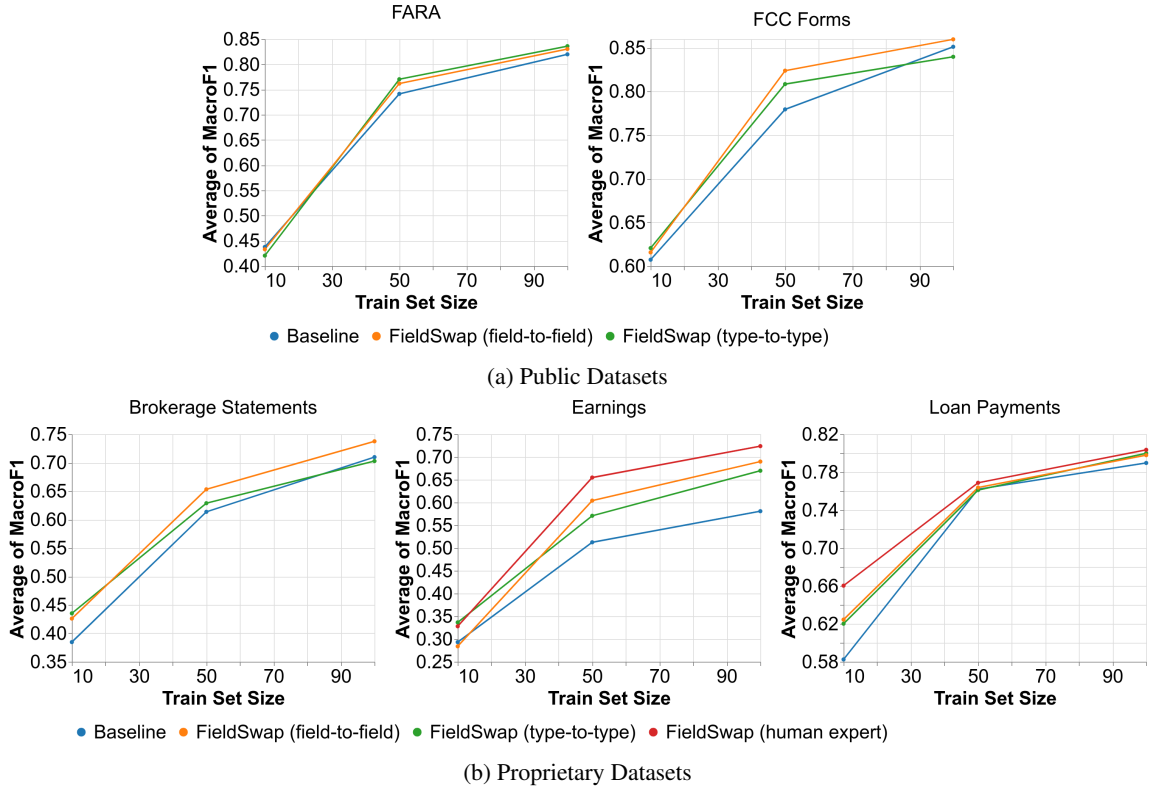 FARA
FCC Forms
Average of MacroF1
0.85
0.80
0.75
0.70
0.65
0.60
0.55
0.50
0.45
0.40
10 30 50 70 90
Train Set Size
Average of MacroF1
0.85
0.80
0.75
0.70
0.65
0.60
10 30 50 70 90
Train Set Size
Baseline FieldSwap (field-to-field) FieldSwap (type-to-type)
(a) Public Datasets
Brokerage Statements
Earnings
Loan Payments
Average of MacroF1
0.75
0.70
0.65
0.60
0.55
0.50
0.45
0.40
0.35
10 30 50 70 90
Train Set Size
Average of MacroF1
0.75
0.70
0.65
0.60
0.55
0.50
0.45
0.40
0.35
0.30
0.25
10 30 50 70 90
Train Set Size
Average of MacroF1
0.82
0.78
0.74
0.70
0.66
0.62
0.58
10 30 50 70 90
Train Set Size
Baseline FieldSwap (field-to-field) FieldSwap (type-to-type) FieldSwap (human expert)
(b) Proprietary Datasets